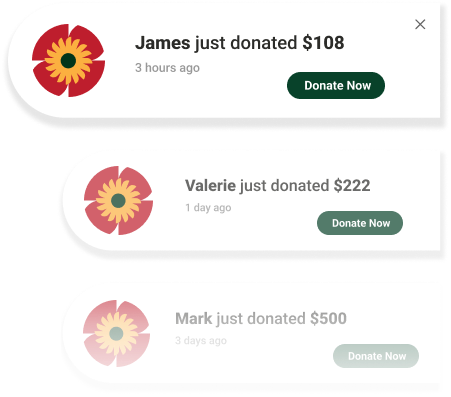 James just donated $108
3 hours ago
Donate Now
Valerie just donated $222
1 day ago
Donate Now
Mark just donated $500
3 days ago
Donate Now